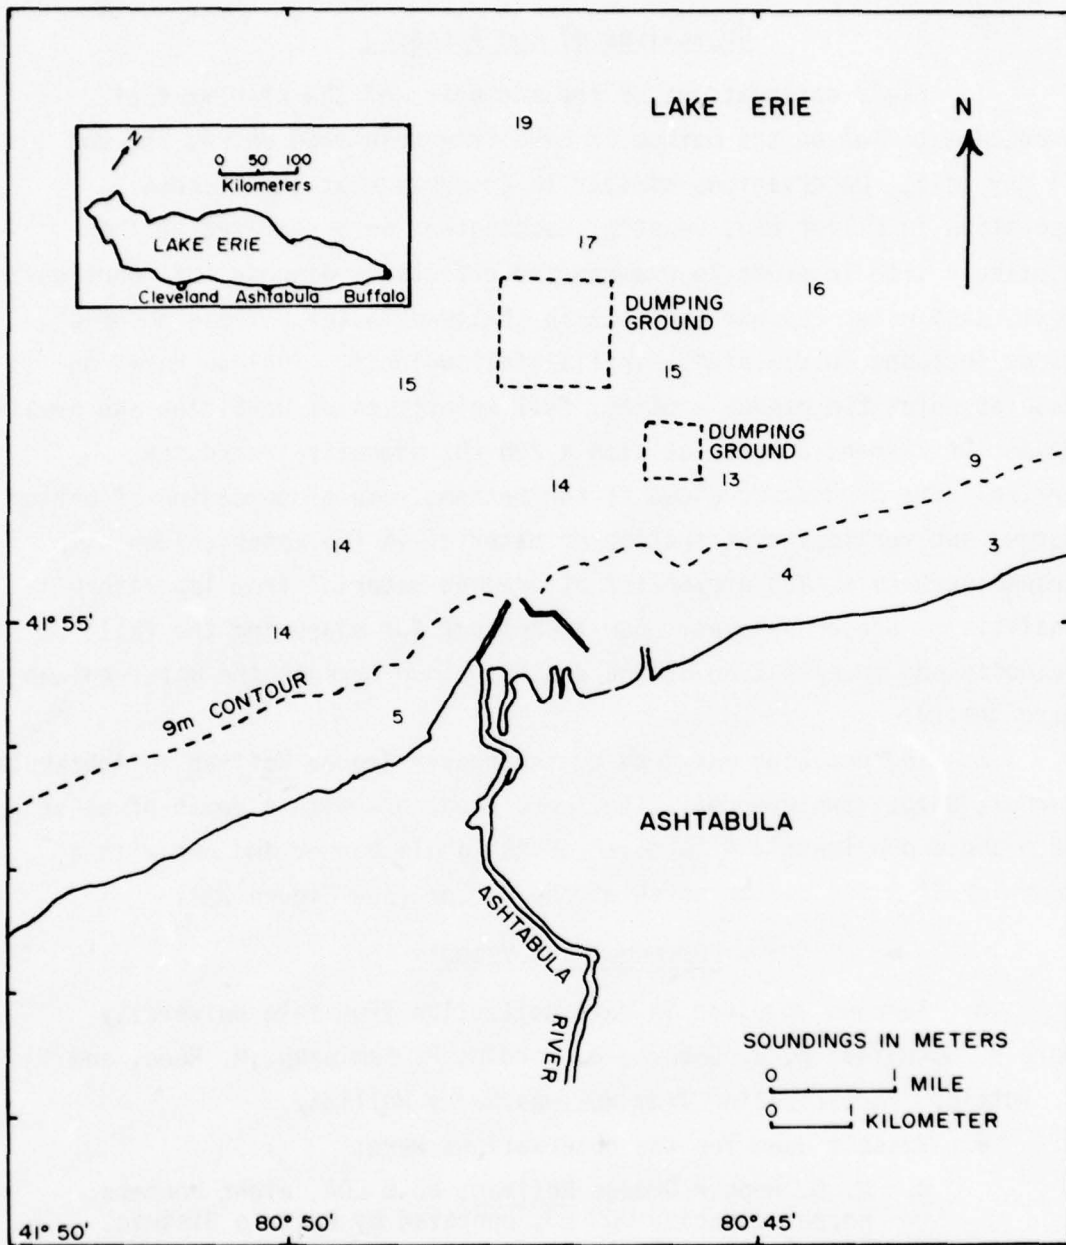 LAKE ERIE
N
19
N
0 50 100
Kilometers
LAKE ERIE
Cleveland Ashtabula Buffalo
17
16
DUMPING
GROUND
15
15
DUMPING
GROUND
9
14
13
14
3
4
41° 55'
14
9m CONTOUR
5
ASHTABULA
ASHTABULA
RIVER
SOUNDINGS IN METERS
0 1
MILE
0 1
KILOMETER
41° 50'
80° 50'
80° 45'